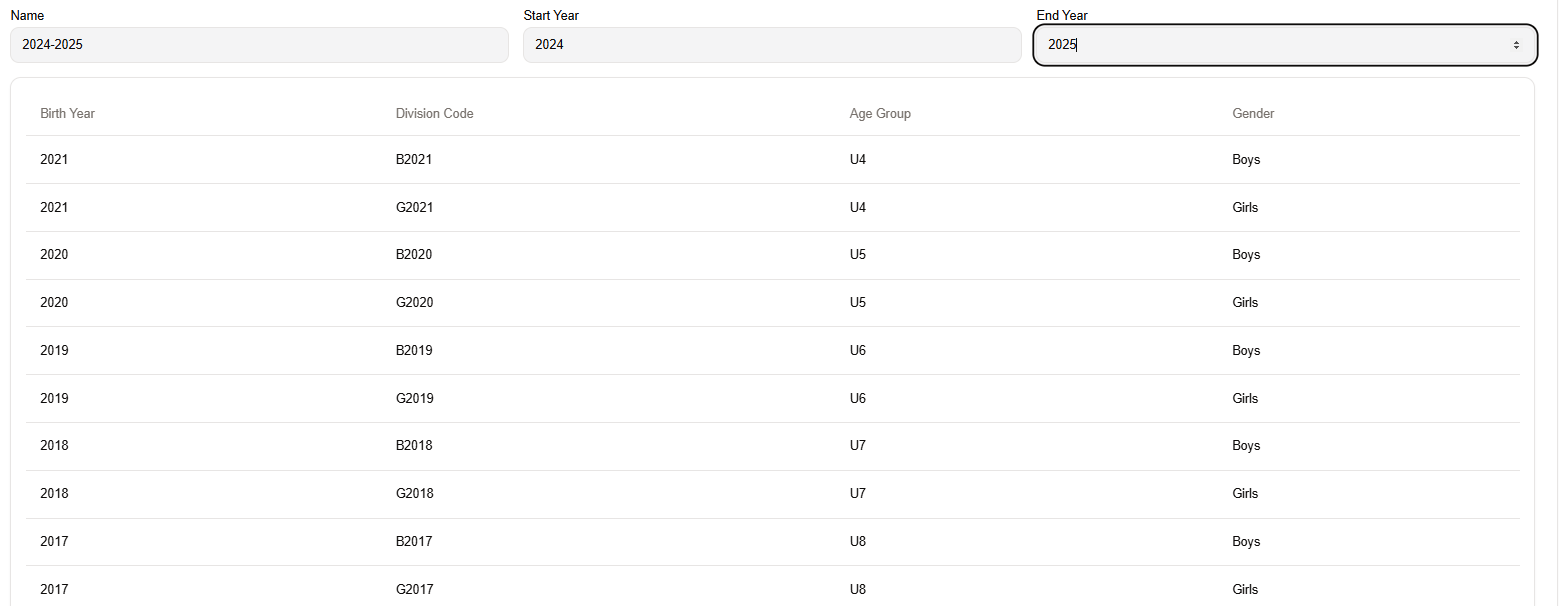 Name Start Year End Year
2024-2025 2024 2025
Birth Year Division Code Age Group Gender
2021 B2021 U4 Boys
2021 G2021 U4 Girls
2020 B2020 U5 Boys
2020 G2020 U5 Girls
2019 B2019 U6 Boys
2019 G2019 U6 Girls
2018 B2018 U7 Boys
2018 G2018 U7 Girls
2017 B2017 U8 Boys
2017 G2017 U8 Girls